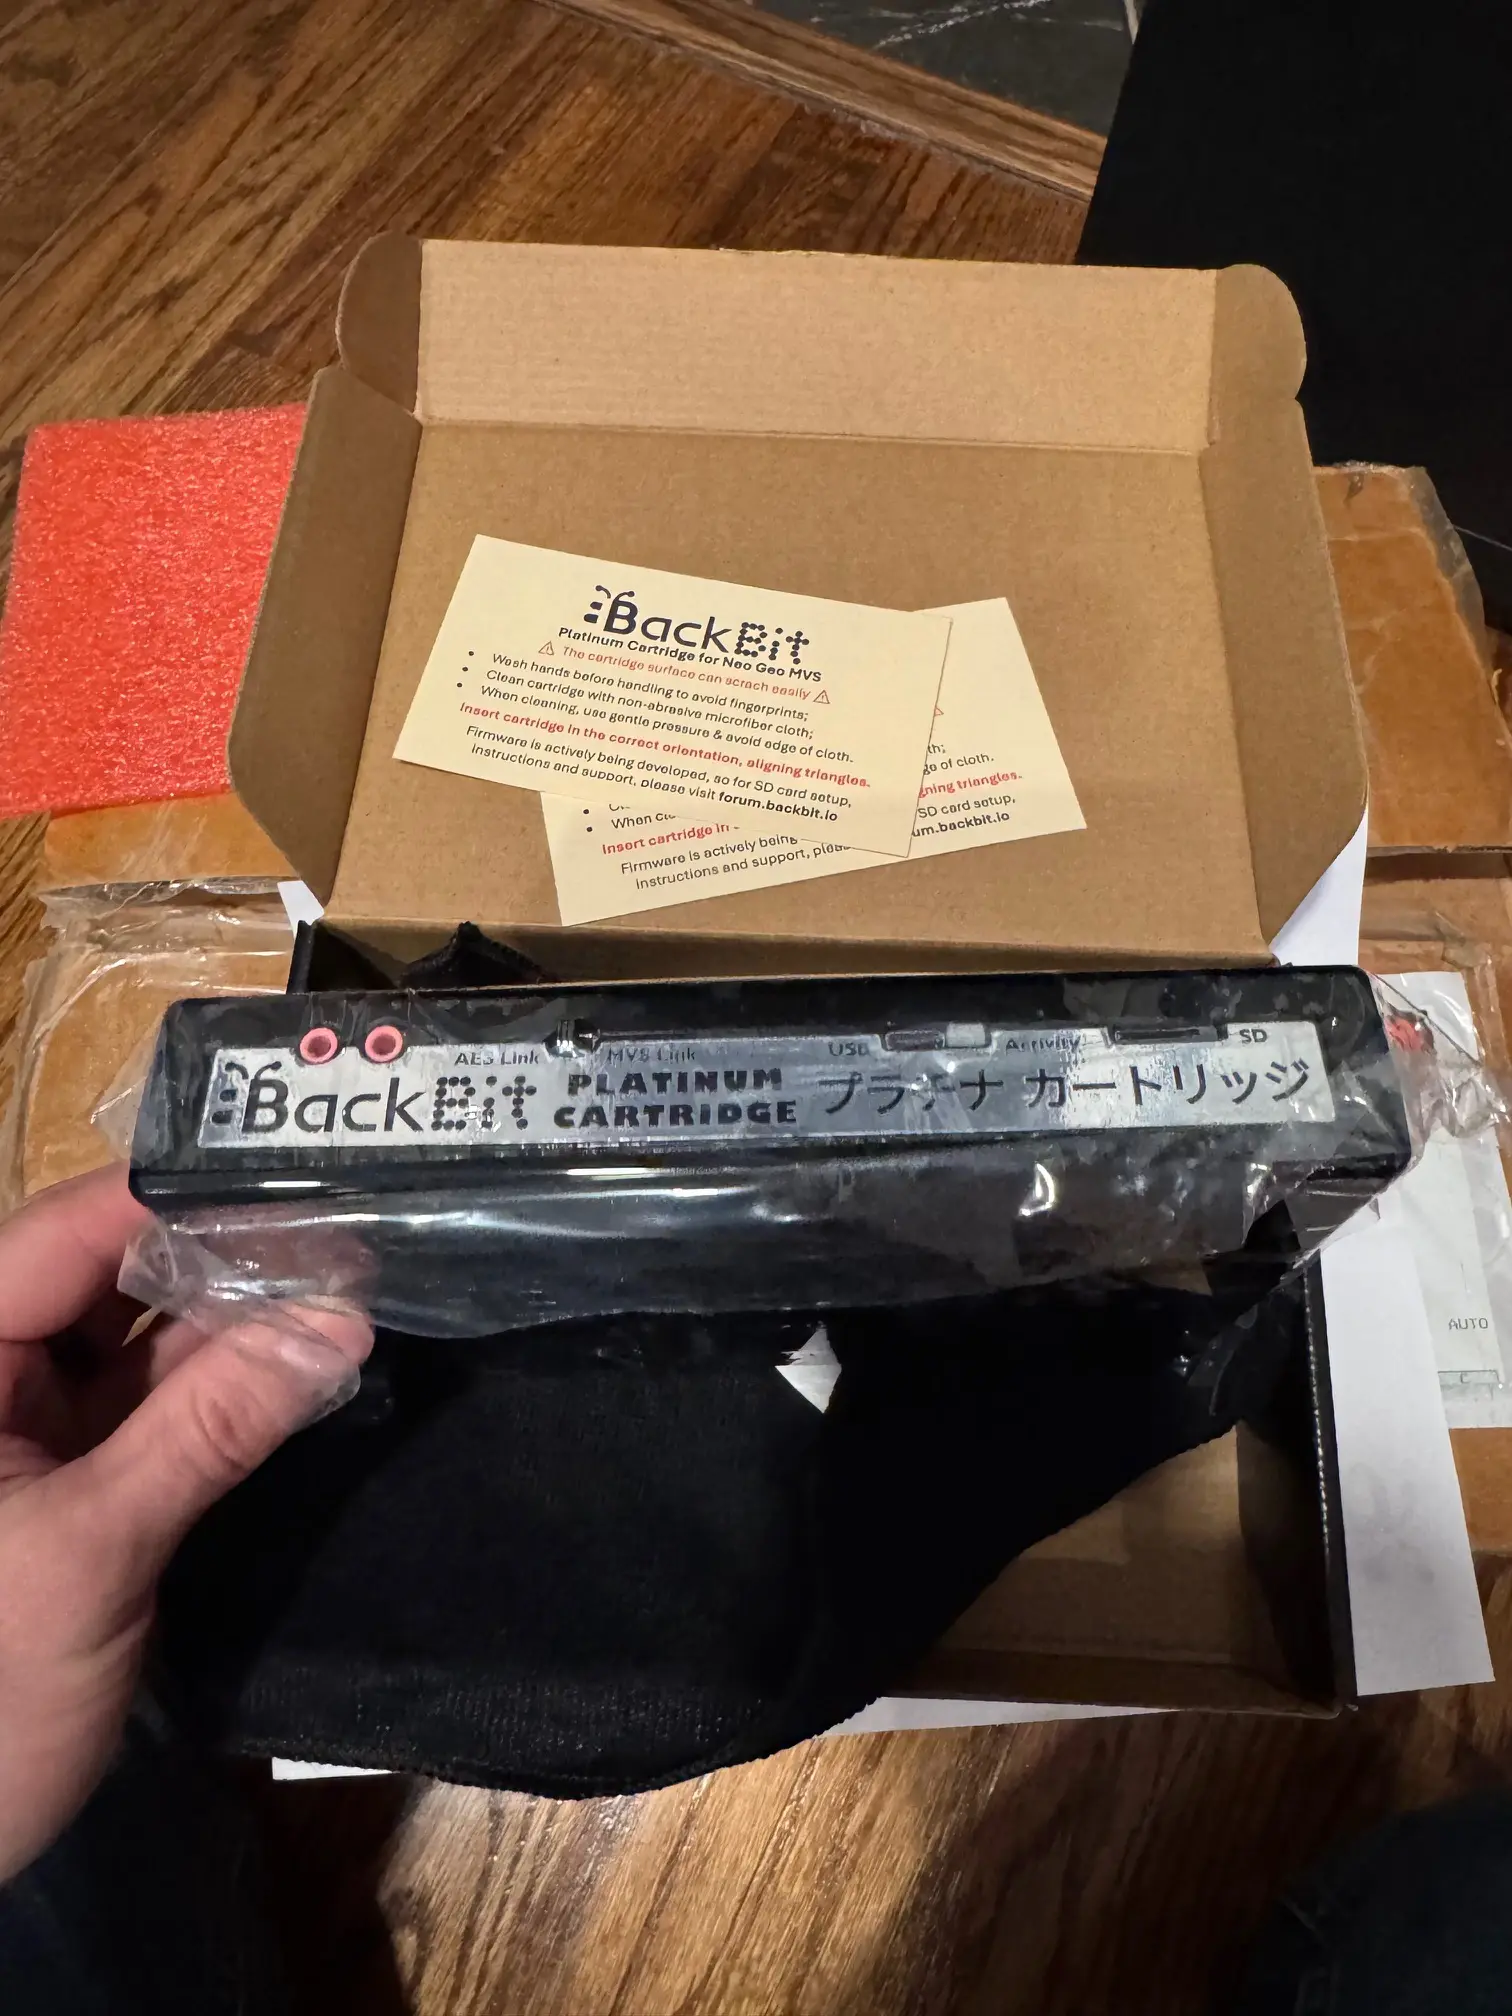 BackBit
Platinum Cartridge for Neo Geo MVS
⚠ The cartridge surface can scrach easily ⚠
• Wash hands before handling to avoid fingerprints;
• Clean cartridge with non-abrasive microfiber cloth;
• When cleaning, use gentle pressure & avoid edge of cloth.
Insert cartridge in the correct orientation, aligning triangles.
Firmware is actively being developed, so for SD card setup,
instructions and support, please visit forum.backbit.io
th;
ge of cloth.
gning triangles.
SD card setup,
um.backbit.io
• When cl
Insert cartridge in
Firmware is actively being
instructions and support, pleas
AES Link MVS Link USB Activity SD
BackBit PLATINUM CARTRIDGE プラチナ カートリッジ
AUTO
C